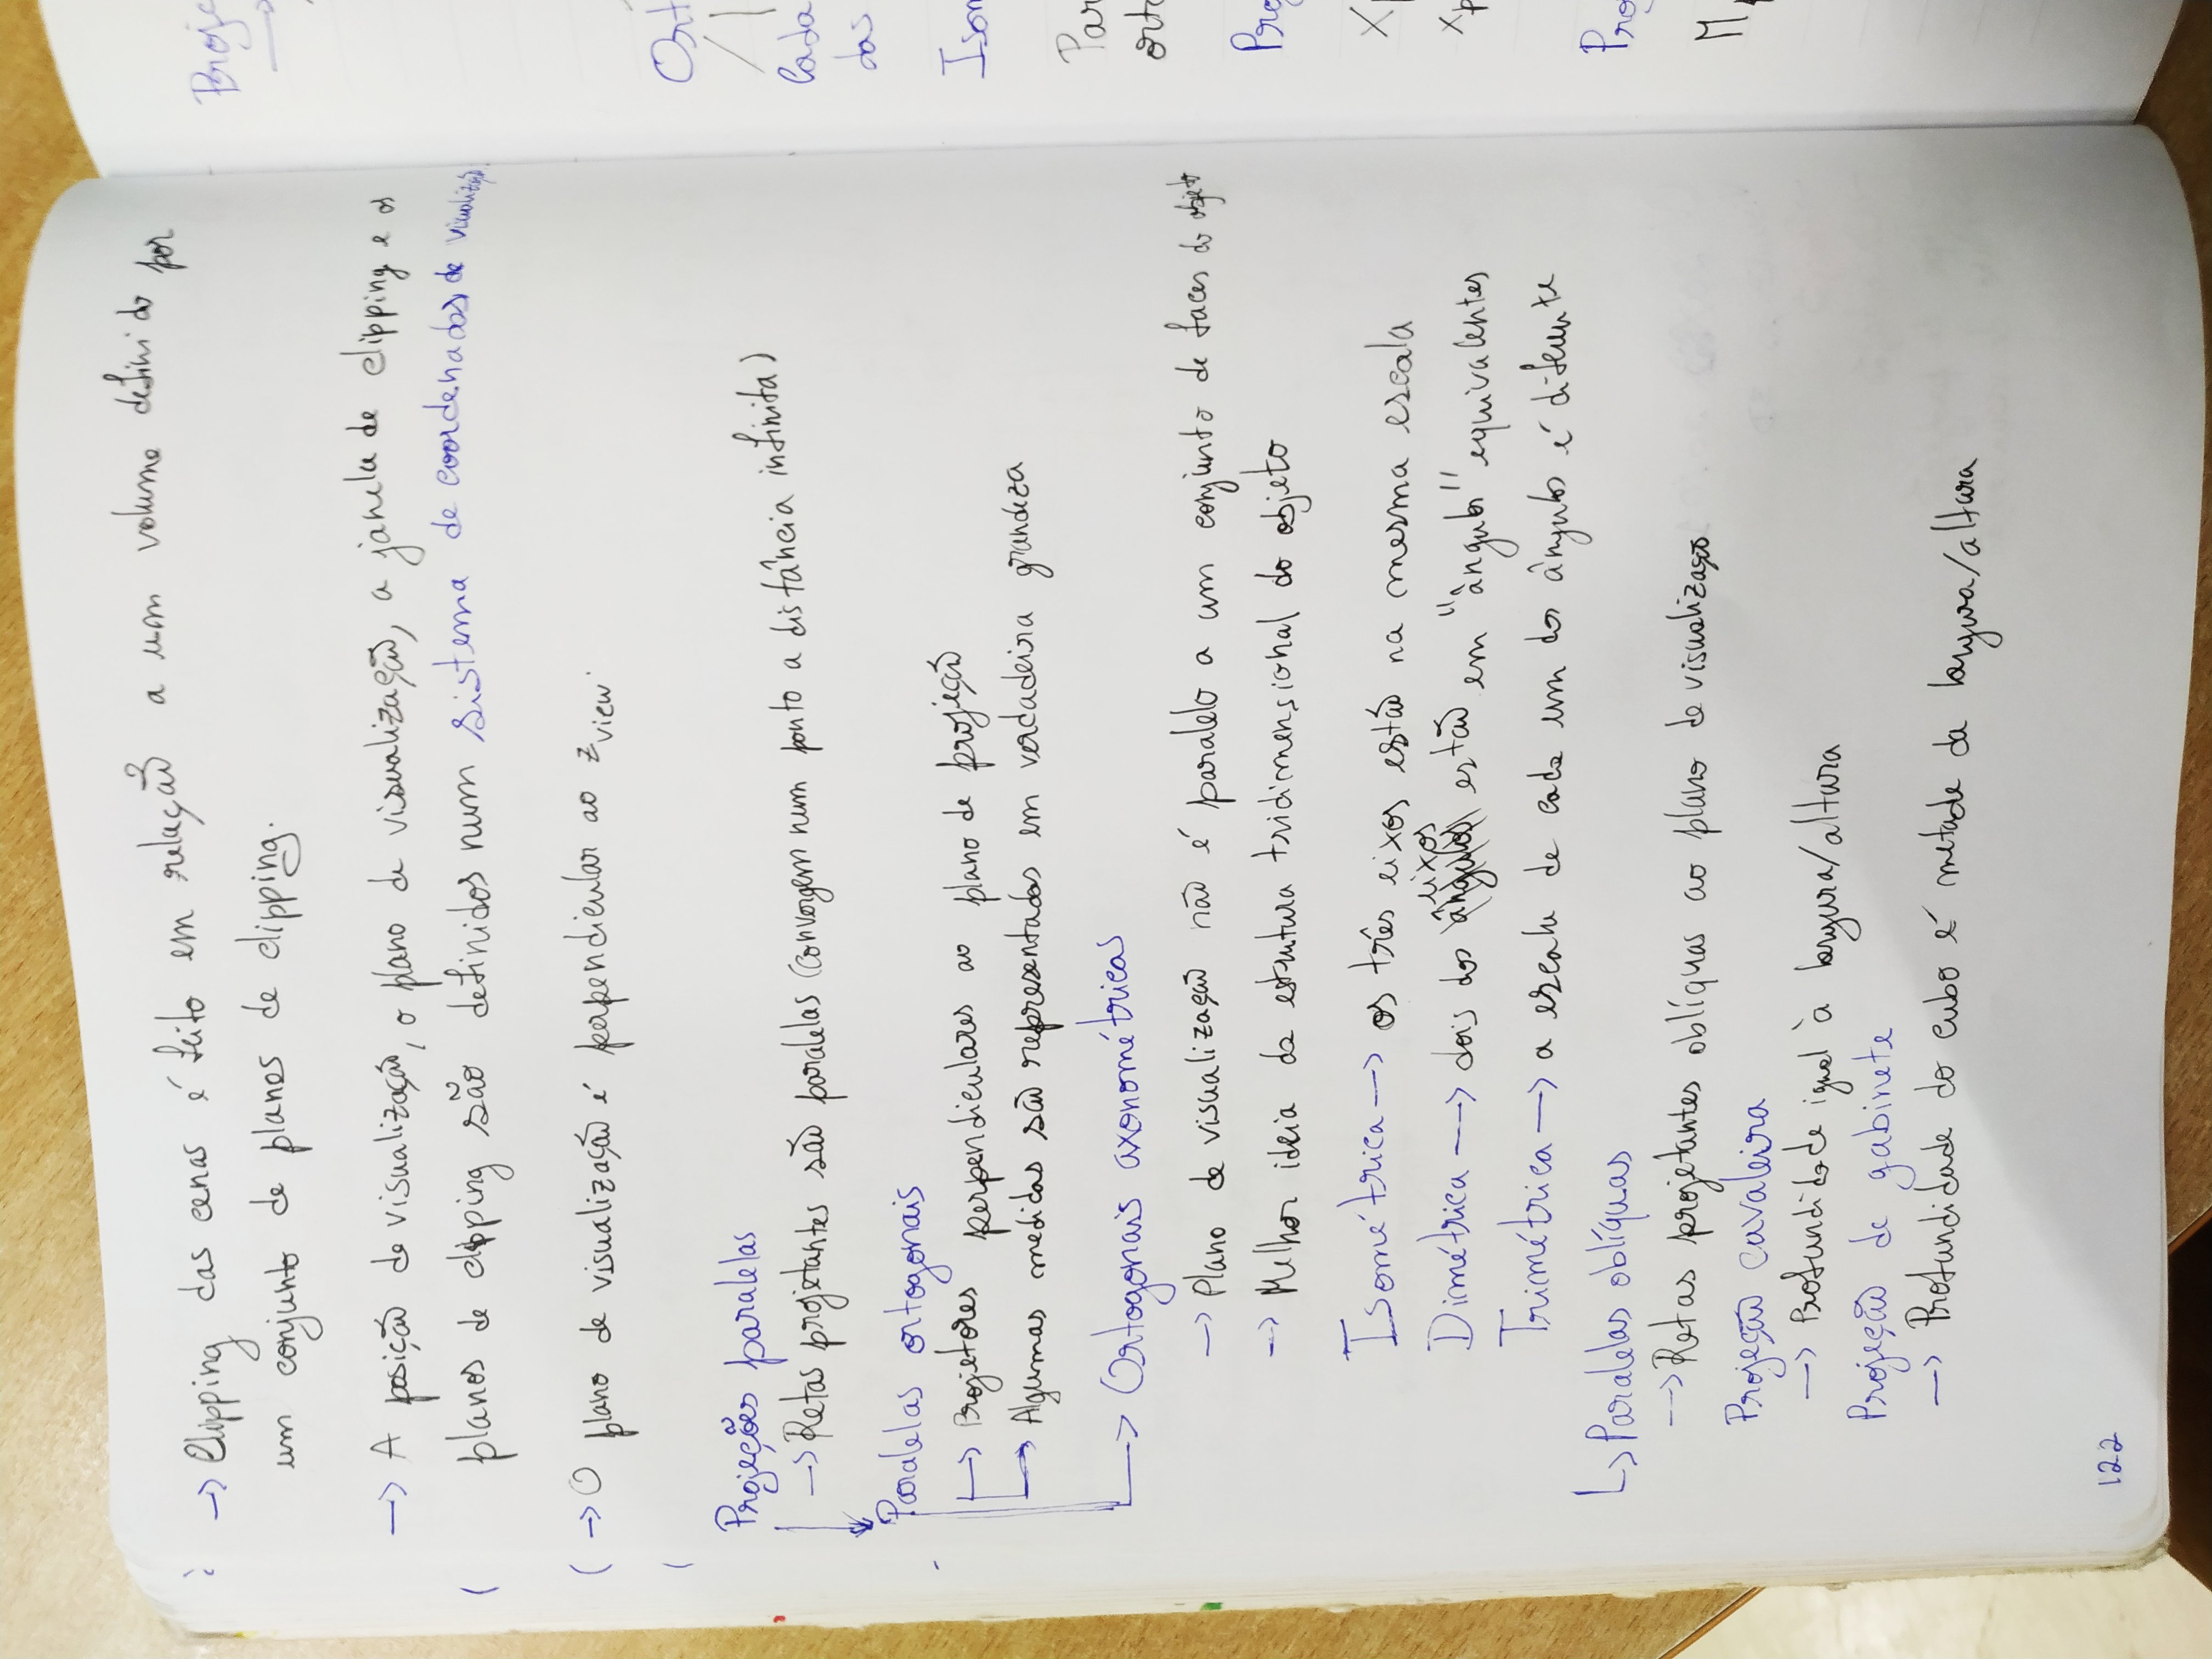 → Clipping das cenas é feito em relação a um volume definido por
um conjunto de planos de clipping.
→ A posição de visualização, o plano de visualização, a janela de clipping e os
planos de clipping são definidos num sistema de coordenadas de visualização.
→ O plano de visualização é perpendicular ao z view.
Projeções paralelas
→ Retas projetantes são paralelas (convergem num ponto a distância infinita)
Paralelas ortogonais
→ Projetores perpendiculares ao plano de projeção
→ Algumas medidas são representadas em verdadeira grandeza
→ Ortogonais axonométricas
→ Plano de visualização não é paralelo a um conjunto de faces do objeto
→ Melhor ideia da estrutura tridimensional do objeto
Isométrica → os três eixos estão na mesma escala
Dimétrica → dois dos eixos estão em "ângulos" equivalentes
Trimétrica → a escala de cada um dos ângulos é diferente
↳ Paralelas oblíquas
→ Retas projetantes oblíquas ao plano de visualização
Projeção cavaleira
→ Profundidade igual à largura/altura
Projeção de gabinete
→ Profundidade do cubo é metade da largura/altura
122
Ort
Cada
das
Isom
Par
orto
Pro
Pro